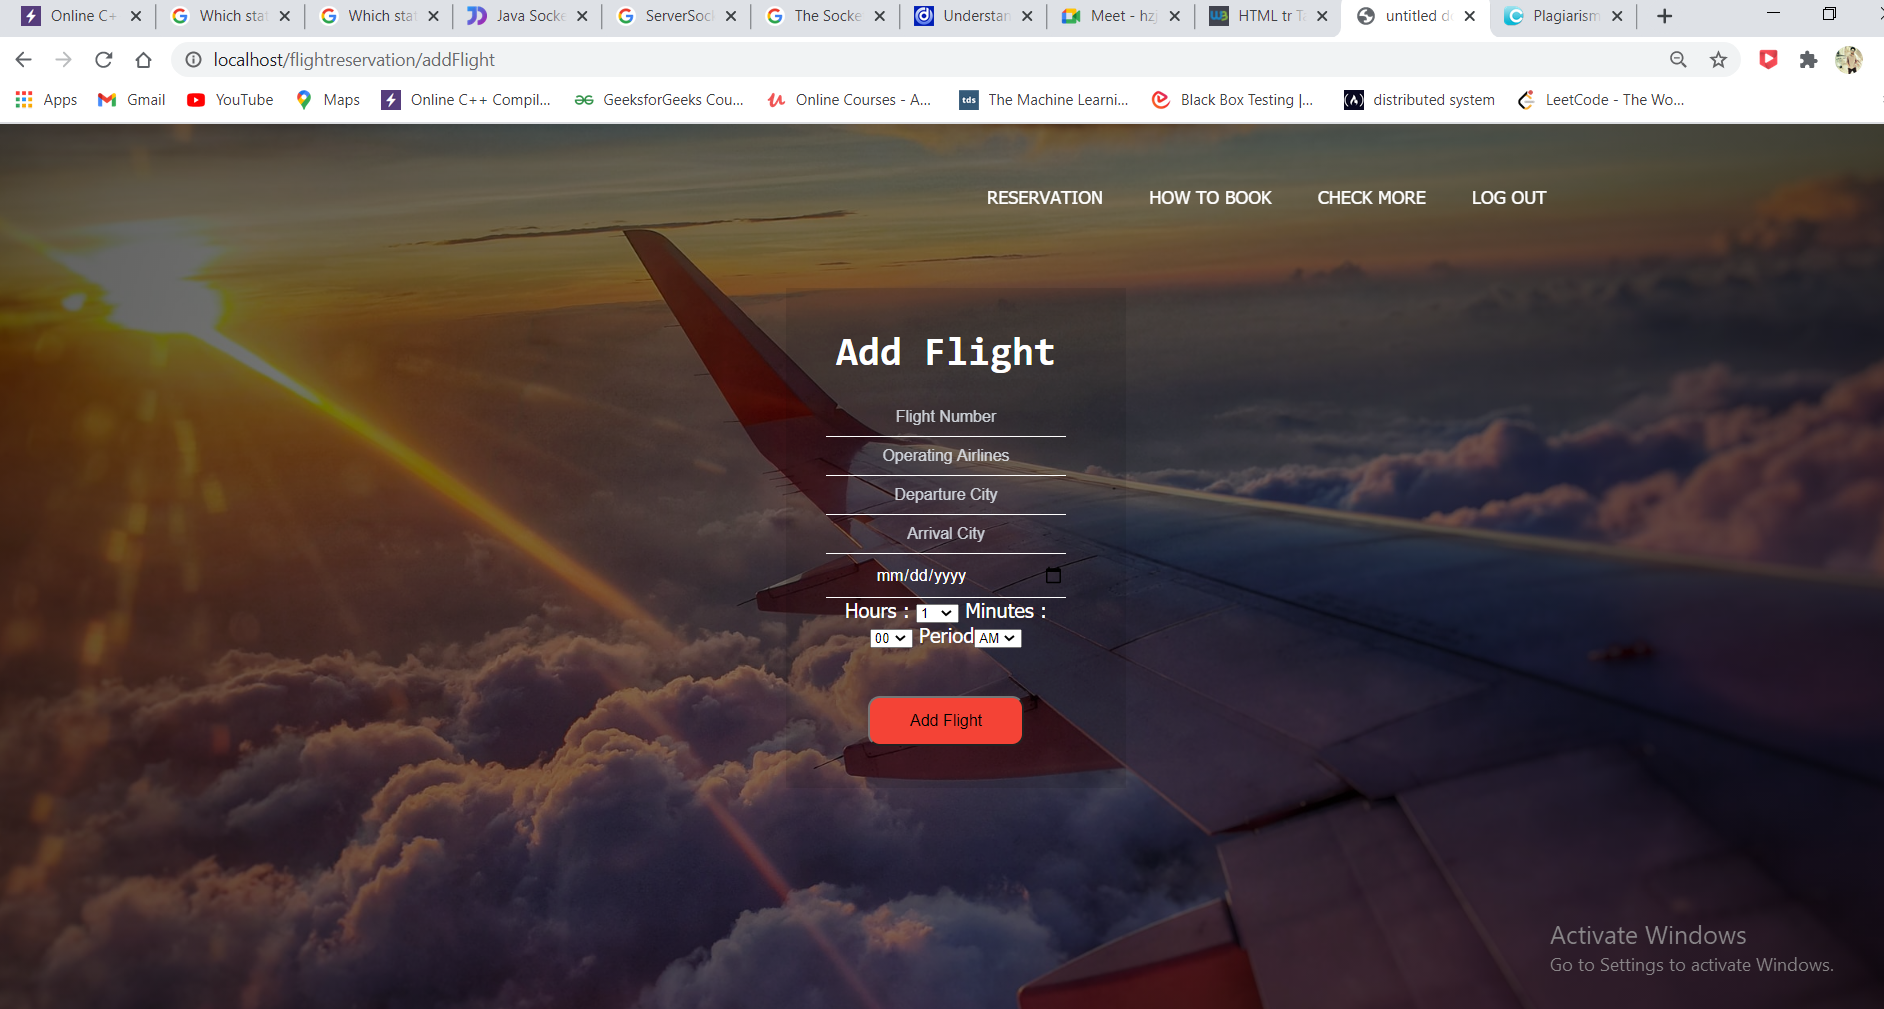 Online C+ Which stat Which stat Java Socke ServerSock The Socke Understan Meet - hzj HTML tr Ta untitled do Plagiarism
localhost/flightreservation/addFlight
Apps Gmail YouTube Maps Online C++ Compil... GeeksforGeeks Cou... Online Courses - A... The Machine Learni... Black Box Testing |... distributed system LeetCode - The Wo...
RESERVATION HOW TO BOOK CHECK MORE LOG OUT
Add Flight
Flight Number
Operating Airlines
Departure City
Arrival City
mm/dd/yyyy
Hours : 1 Minutes :
00 Period AM
Add Flight
Activate Windows
Go to Settings to activate Windows.